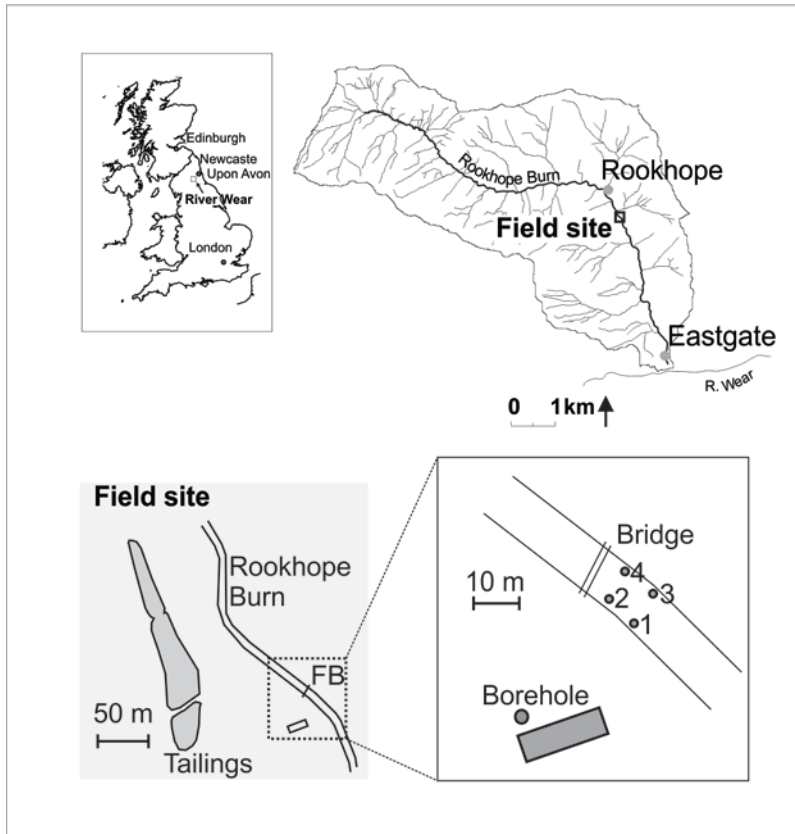 Edinburgh
Newcaste
Upon Avon
River Wear
London
Rookhope Burn
Rookhope
Field site
Eastgate
R. Wear
0 1km
Field site
Rookhope
Burn
FB
50 m
Tailings
Bridge
10 m
4
3
2
1
Borehole